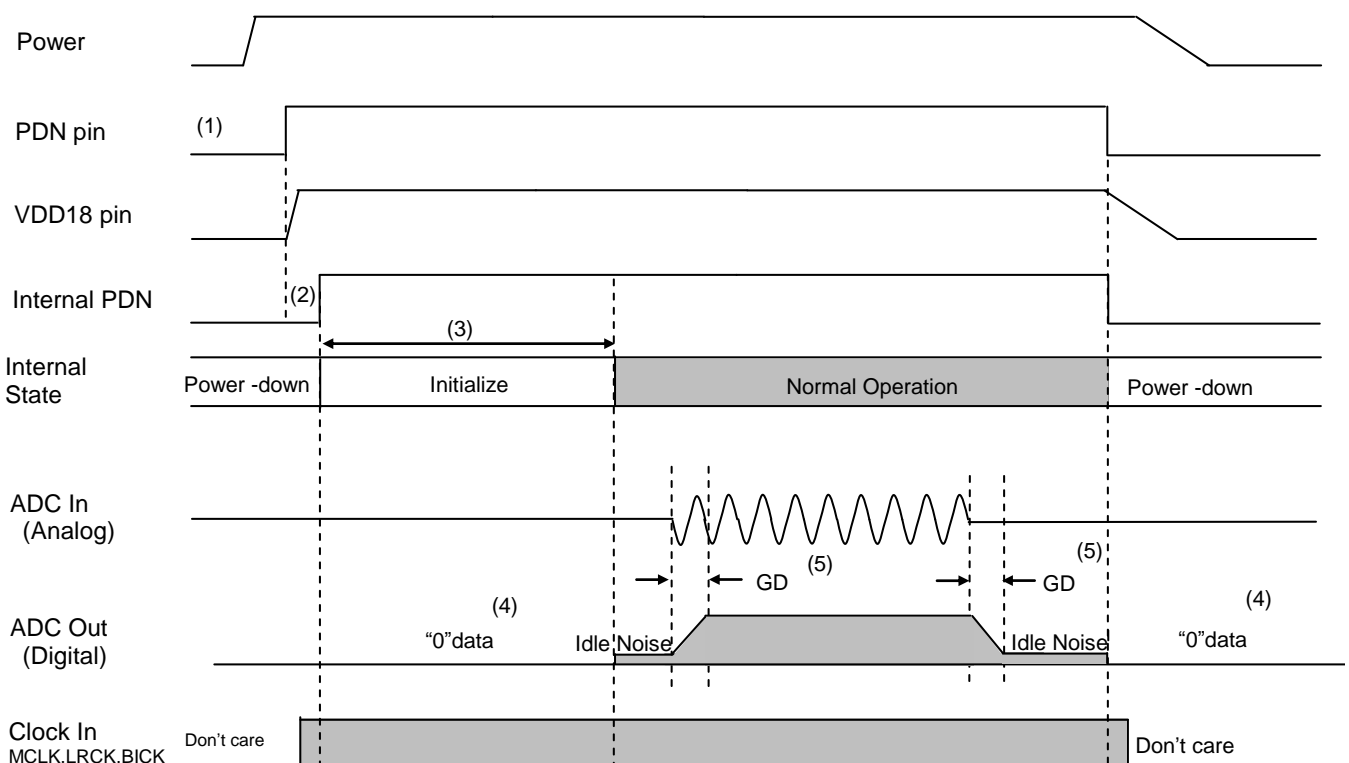 Power
PDN pin
(1)
VDD18 pin
Internal PDN
(2)
(3)
Internal
State
Power -down
Initialize
Normal Operation
Power -down
ADC In
(Analog)
(5)
GD
(5)
GD
ADC Out
(Digital)
(4)
“0”data
Idle Noise
Idle Noise
(4)
“0”data
Clock In
MCLK,LRCK,BICK
Don’t care
Don’t care